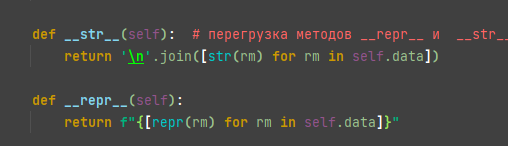 def __str__(self):  # перегрузка методов __repr__ и  __str__
return '\n'.join([str(rm) for rm in self.data])
def __repr__(self):
return f"{[repr(rm) for rm in self.data]}"